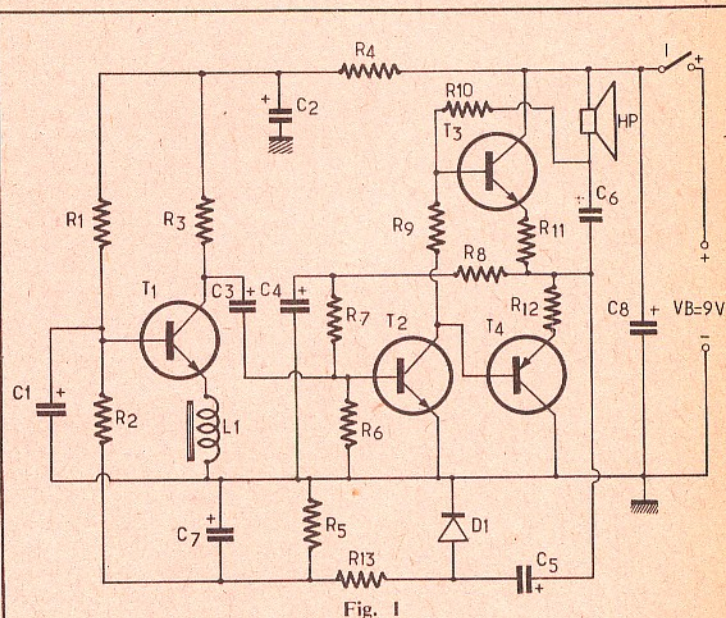 R4
I
+
+
C2
R10
HP
T3
C6
+
R1
R3
R9
R11
R8
+
T1
C3
+
C4
+
R7
T2
R12
T4
C8
+
VB=9V
-
C1
+
R2
L1
R6
+
C7
R5
D1
R13
C5
+
Fig. 1